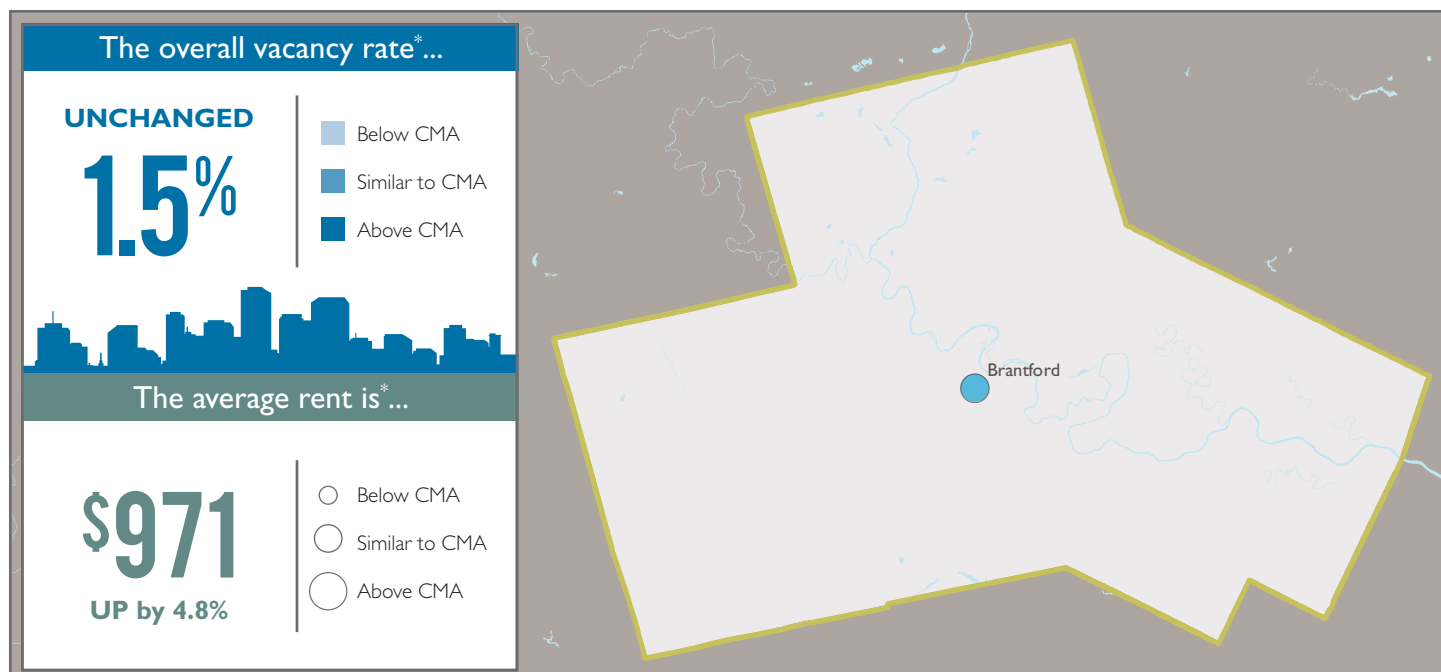 The overall vacancy rate*...
UNCHANGED
1.5%
Below CMA
Similar to CMA
Above CMA
The average rent is*...
$971
UP by 4.8%
Below CMA
Similar to CMA
Above CMA
Brantford